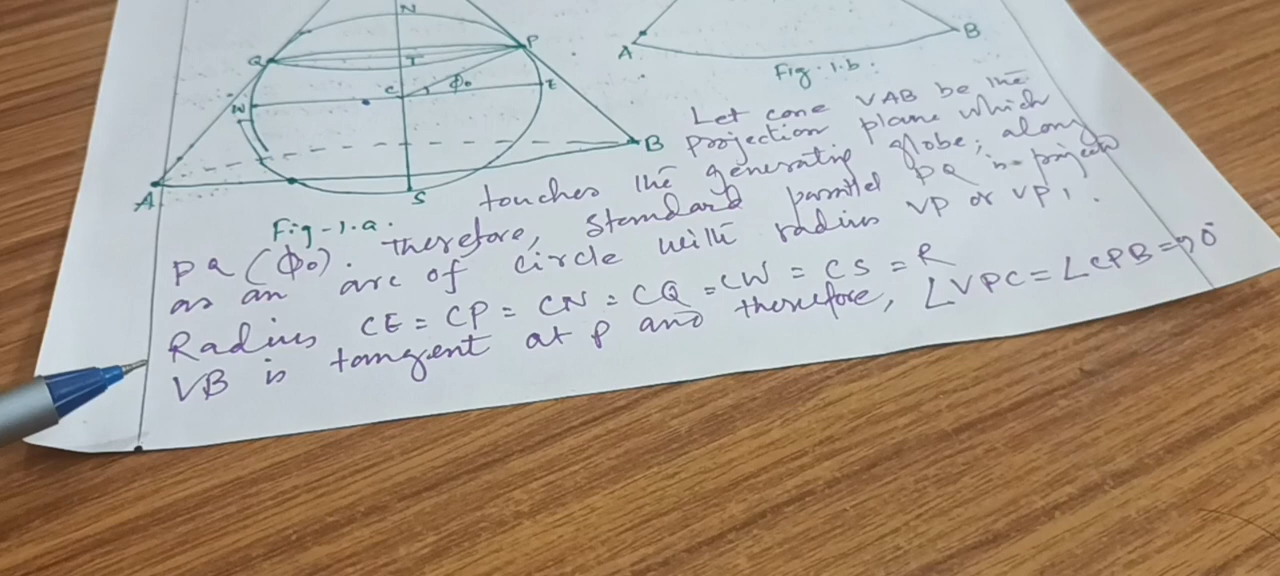 N
Q
P
T
C
φ₀
W
E
A
B
S
Fig-1.a.
A
B
Fig-1.b.
Let cone VAB be the
projection plane which
touches the generating globe; along
PQ (φ₀). therefore, standard parallel PQ is project
as an arc of circle with radius VP or VP1.
Radius CE = CP = CN = CQ = CW = CS = R
VB is tangent at P and therefore, ∠VPC = ∠CPB = 90°